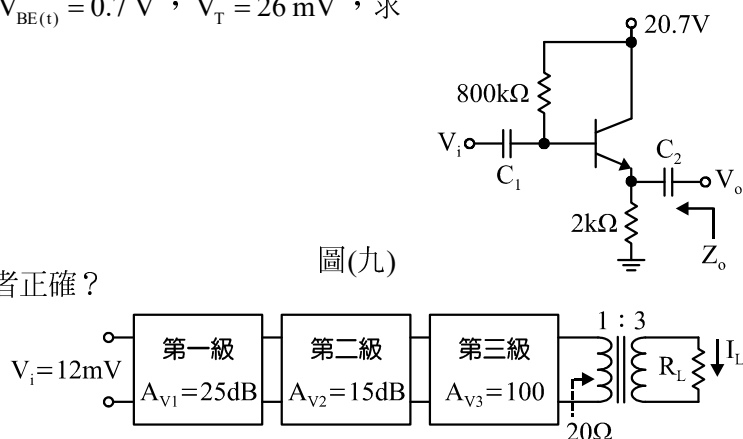 V_BE(t) = 0.7 V，V_T = 26 mV，求
20.7V
800kΩ
V_i
C_1
C_2
V_o
2kΩ
Z_o
圖(九)
者正確？
1：3
第一級 第二級 第三級
V_i=12mV
A_V1=25dB A_V2=15dB A_V3=100
R_L
I_L
20Ω